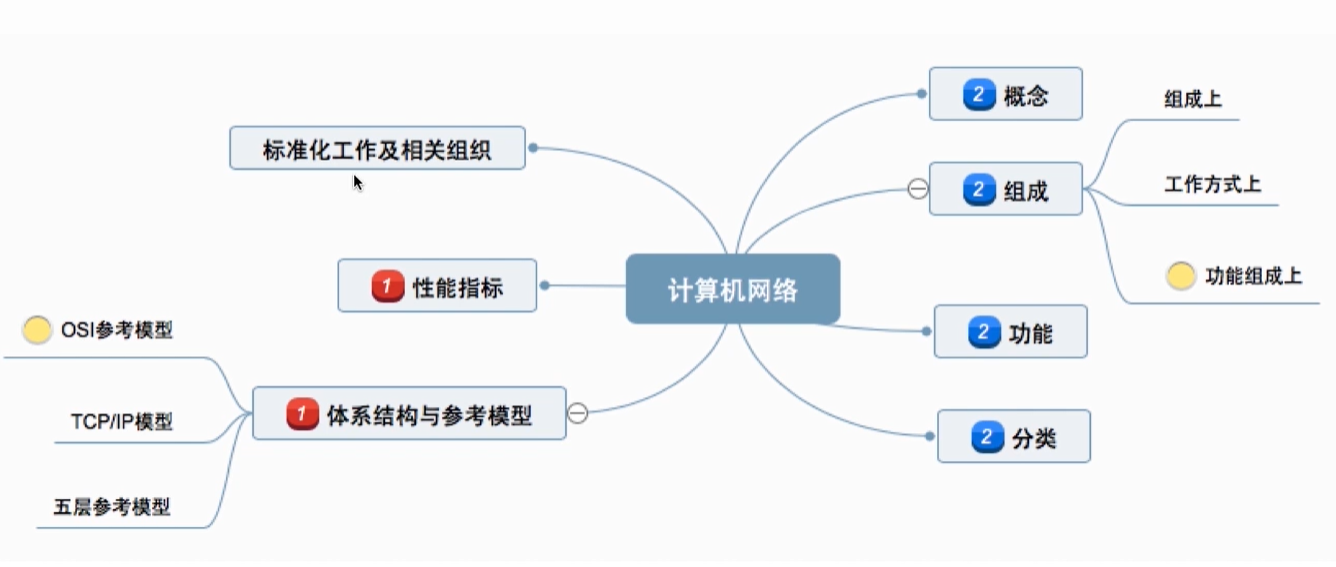 计算机网络
2 概念
2 组成
组成上
工作方式上
功能组成上
2 功能
2 分类
标准化工作及相关组织
1 性能指标
1 体系结构与参考模型
OSI参考模型
TCP/IP模型
五层参考模型